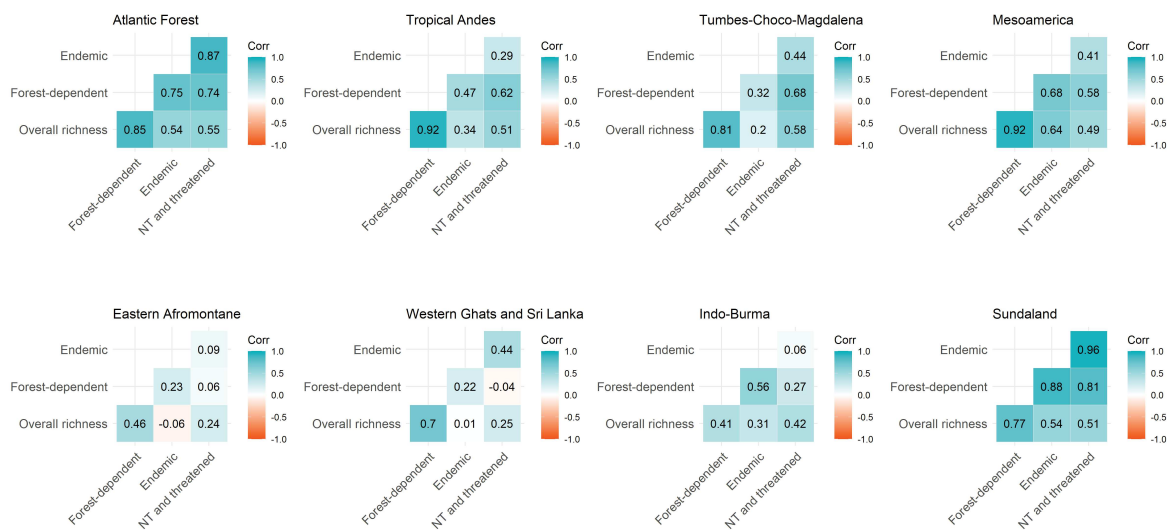 Atlantic Forest
Endemic
Forest-dependent
Overall richness
0.87
0.75 0.74
0.85 0.54 0.55
Forest-dependent
Endemic
NT and threatened
Corr
1.0
0.5
0.0
-0.5
-1.0
Tropical Andes
Endemic
Forest-dependent
Overall richness
0.29
0.47 0.62
0.92 0.34 0.51
Forest-dependent
Endemic
NT and threatened
Corr
1.0
0.5
0.0
-0.5
-1.0
Tumbes-Choco-Magdalena
Endemic
Forest-dependent
Overall richness
0.44
0.32 0.68
0.81 0.2 0.58
Forest-dependent
Endemic
NT and threatened
Corr
1.0
0.5
0.0
-0.5
-1.0
Mesoamerica
Endemic
Forest-dependent
Overall richness
0.41
0.68 0.58
0.92 0.64 0.49
Forest-dependent
Endemic
NT and threatened
Corr
1.0
0.5
0.0
-0.5
-1.0
Eastern Afromontane
Endemic
Forest-dependent
Overall richness
0.09
0.23 0.06
0.46 -0.06 0.24
Forest-dependent
Endemic
NT and threatened
Corr
1.0
0.5
0.0
-0.5
-1.0
Western Ghats and Sri Lanka
Endemic
Forest-dependent
Overall richness
0.44
0.22 -0.04
0.7 0.01 0.25
Forest-dependent
Endemic
NT and threatened
Corr
1.0
0.5
0.0
-0.5
-1.0
Indo-Burma
Endemic
Forest-dependent
Overall richness
0.06
0.56 0.27
0.41 0.31 0.42
Forest-dependent
Endemic
NT and threatened
Corr
1.0
0.5
0.0
-0.5
-1.0
Sundaland
Endemic
Forest-dependent
Overall richness
0.96
0.88 0.81
0.77 0.54 0.51
Forest-dependent
Endemic
NT and threatened
Corr
1.0
0.5
0.0
-0.5
-1.0